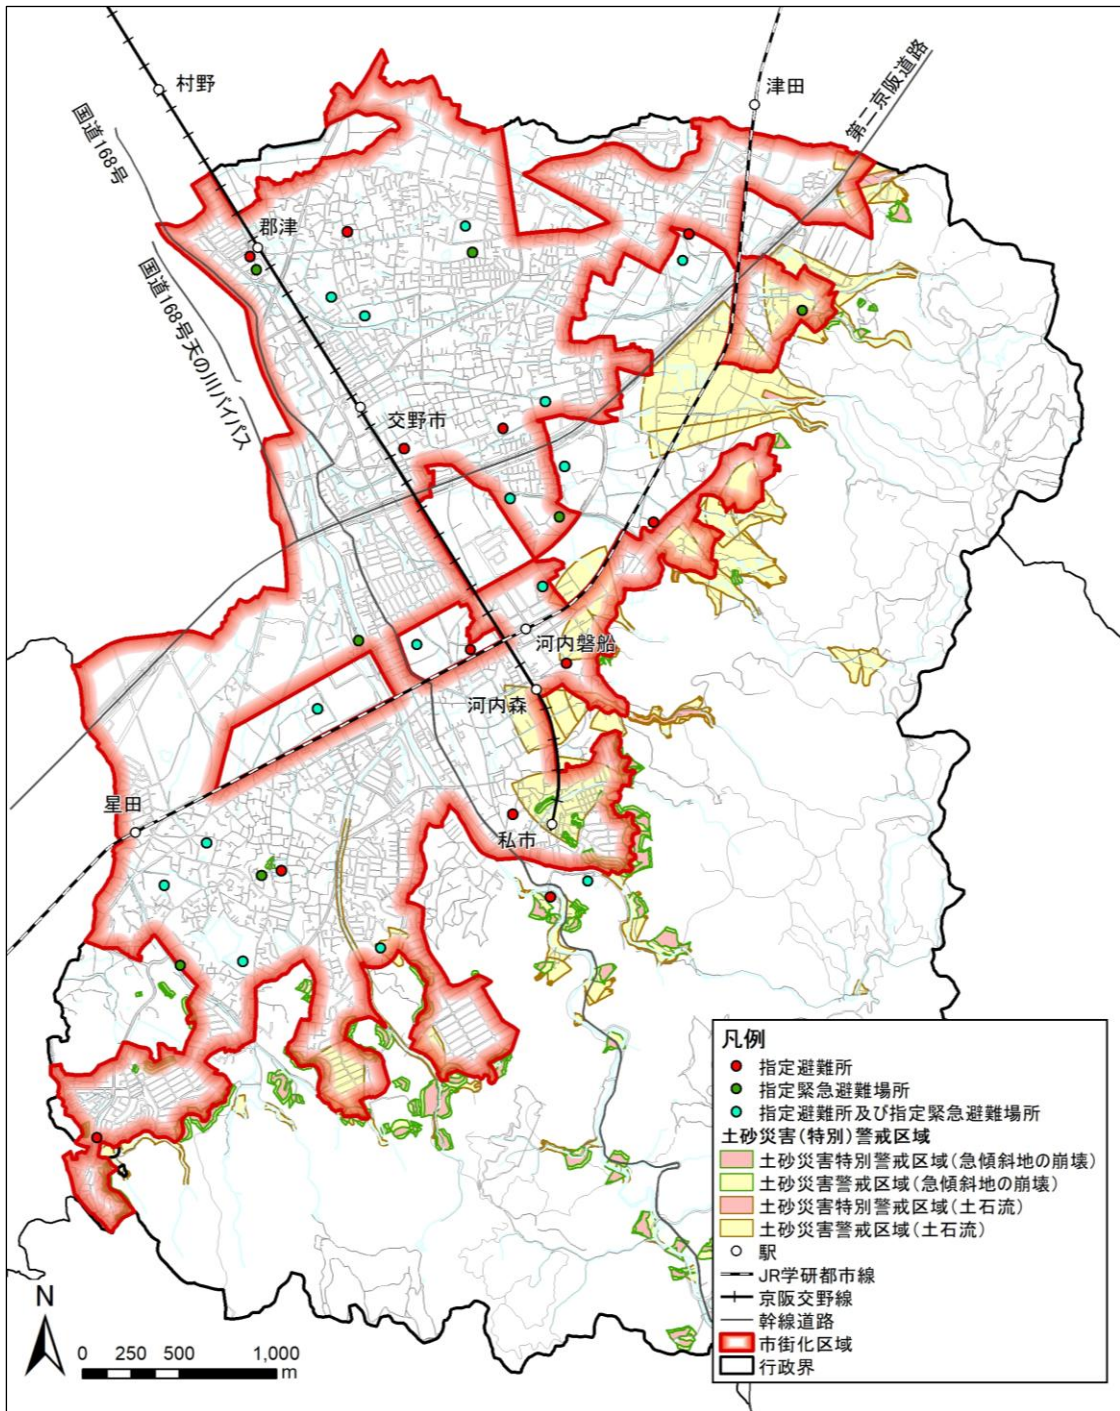 村野
津田
第二京阪道路
国道168号
郡津
国道168号天の川バイパス
交野市
河内磐船
河内森
星田
私市
凡例
指定避難所
指定緊急避難場所
指定避難所及び指定緊急避難場所
土砂災害(特別)警戒区域
土砂災害特別警戒区域(急傾斜地の崩壊)
土砂災害警戒区域(急傾斜地の崩壊)
土砂災害特別警戒区域(土石流)
土砂災害警戒区域(土石流)
駅
JR学研都市線
京阪交野線
幹線道路
市街化区域
行政界
N
0 250 500 1,000
m